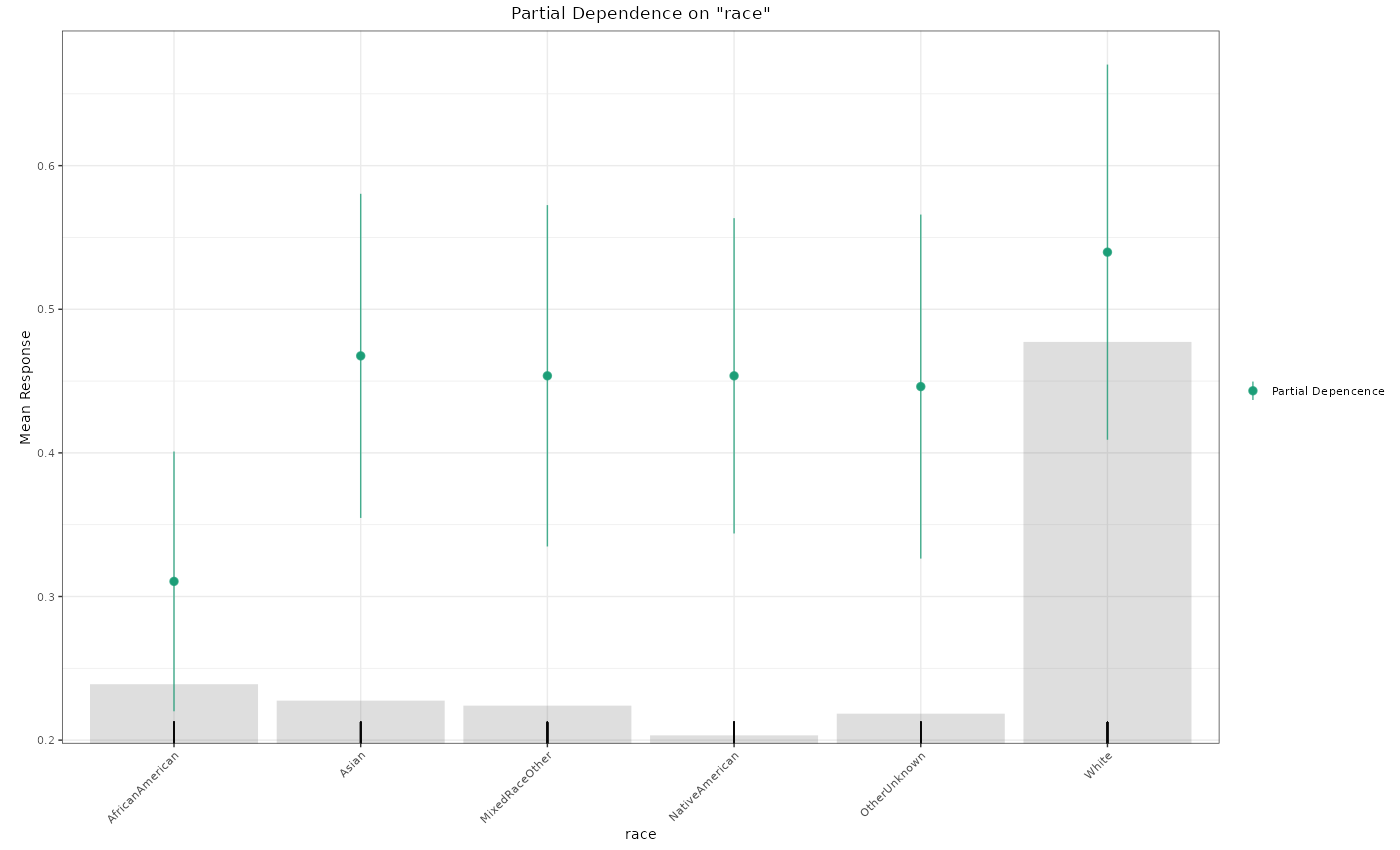 Partial Dependence on "race"
Mean Response
0.6
0.5
0.4
0.3
0.2
AfricanAmerican
Asian
MixedRaceOther
NativeAmerican
OtherUnknown
White
race
Partial Depencence